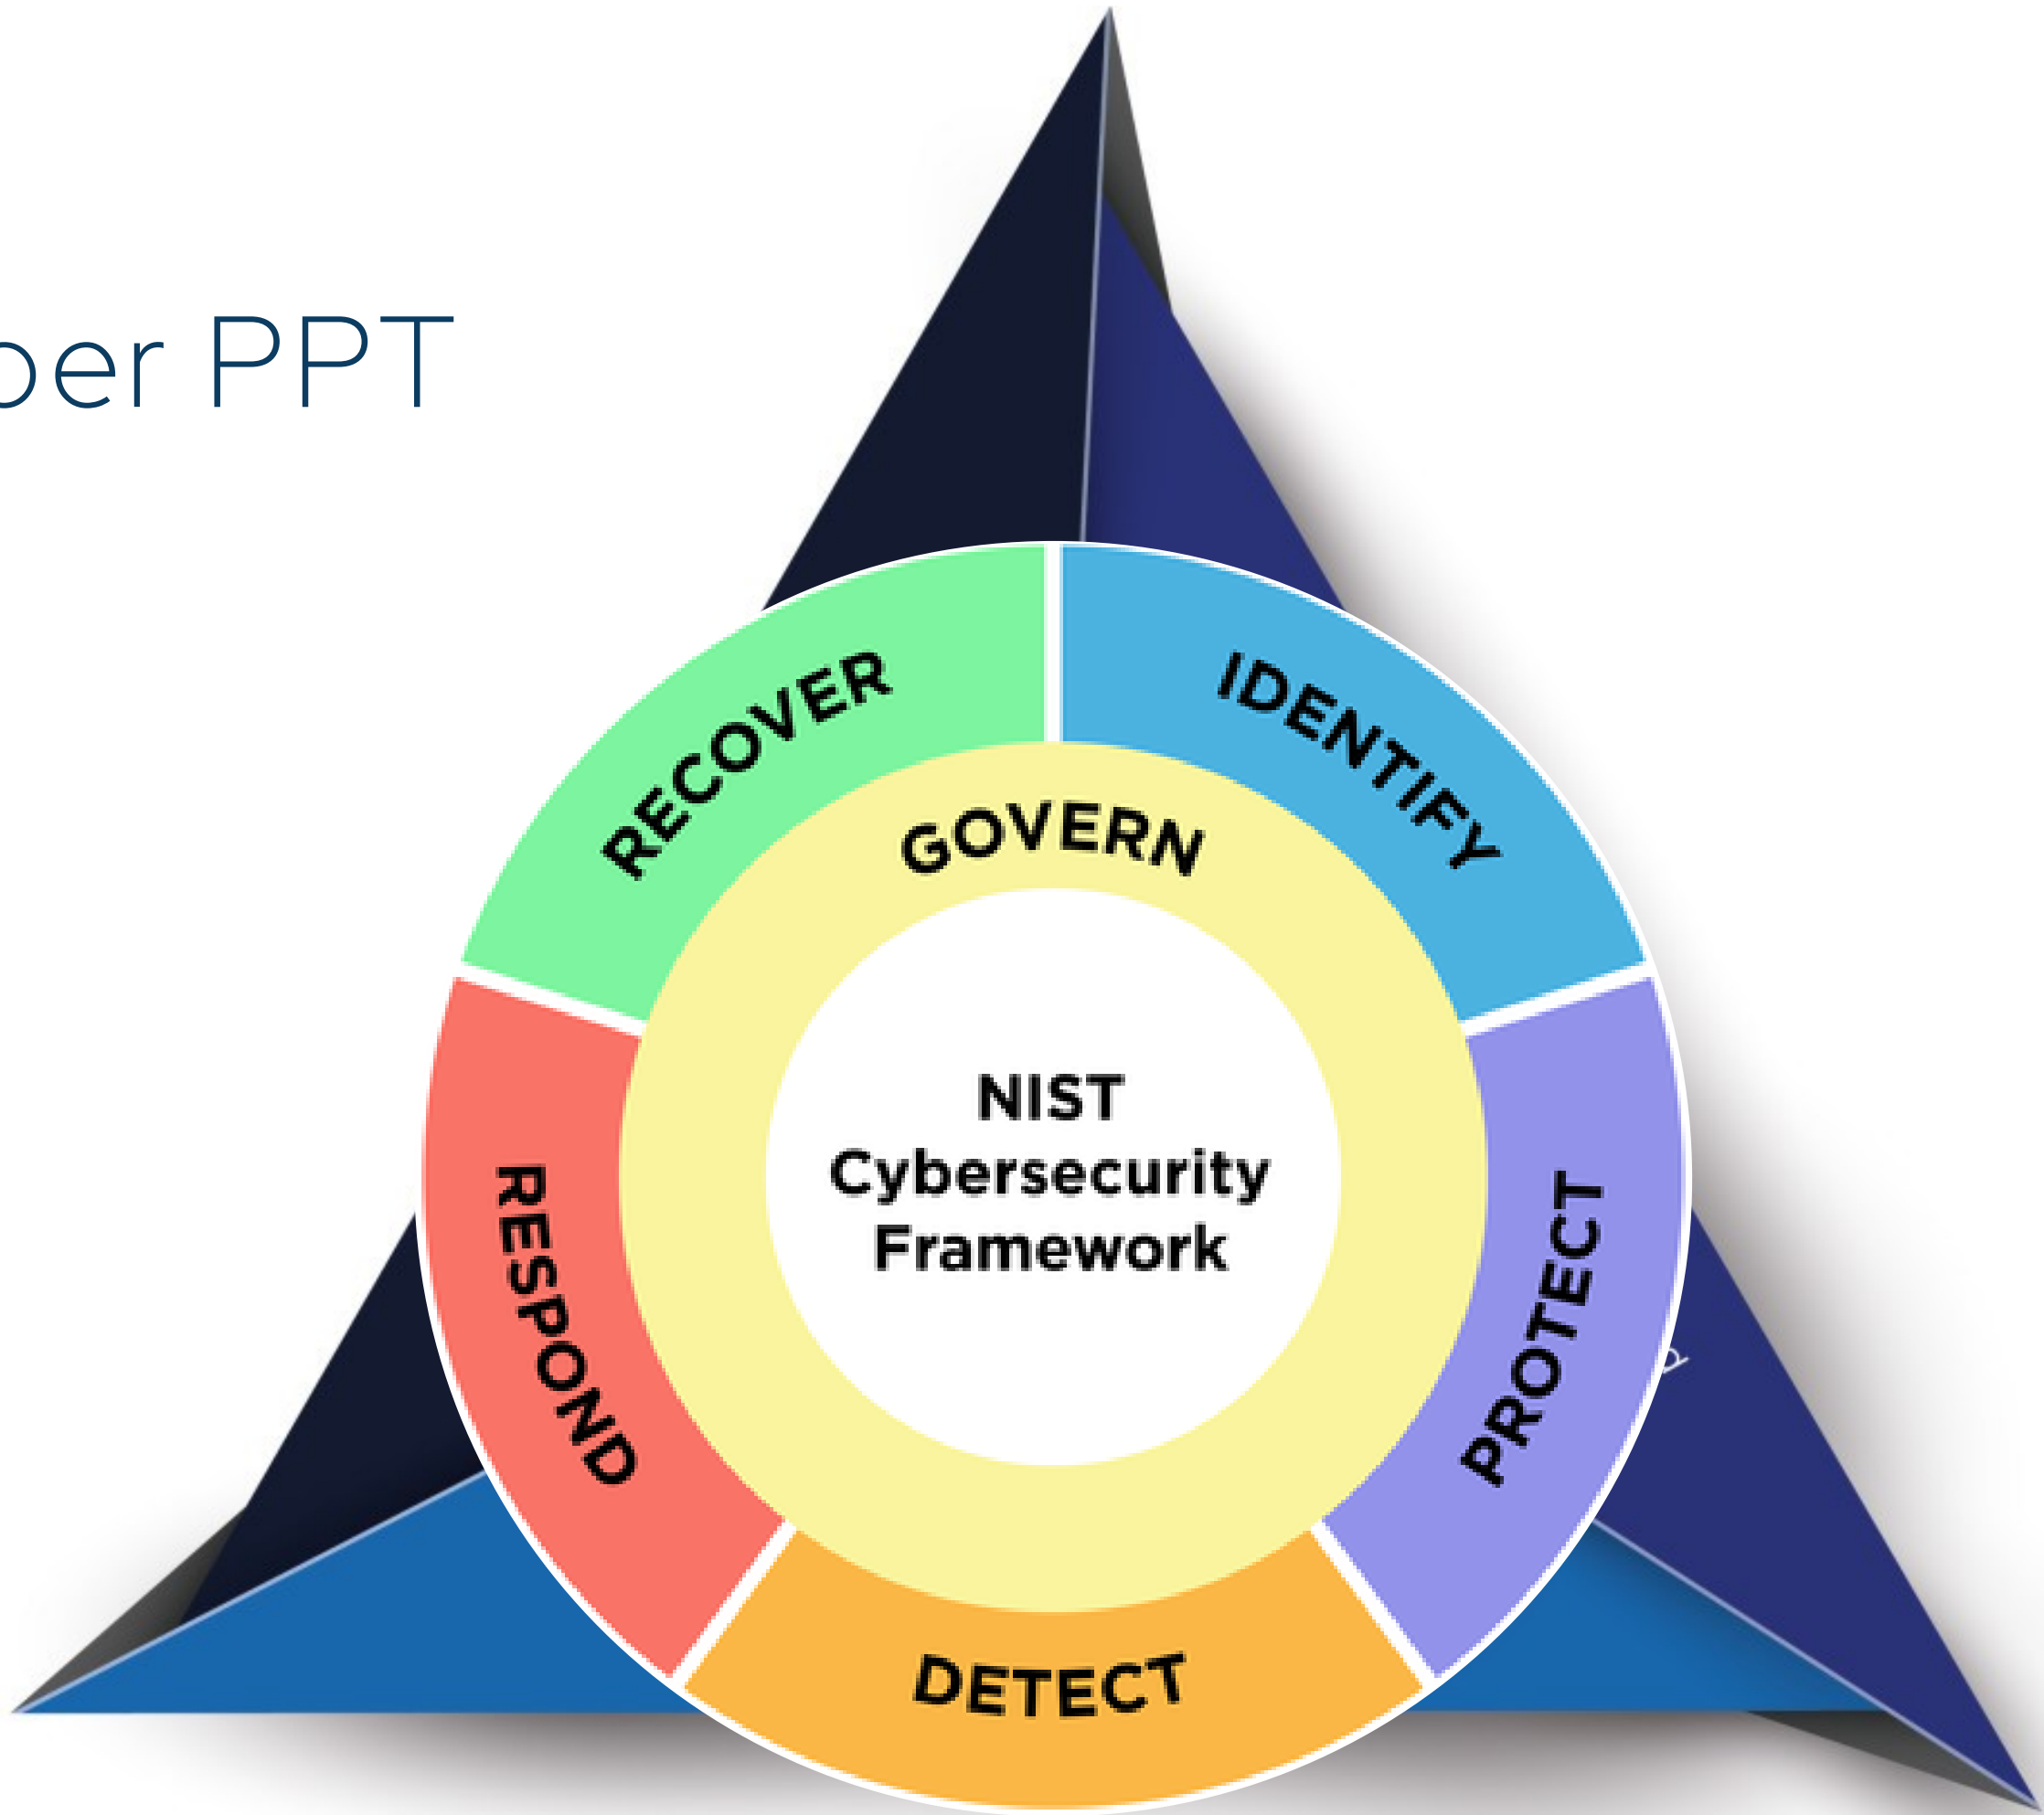 ber PPT
RECOVER
IDENTIFY
GOVERN
NIST
Cybersecurity
Framework
RESPOND
PROTECT
DETECT